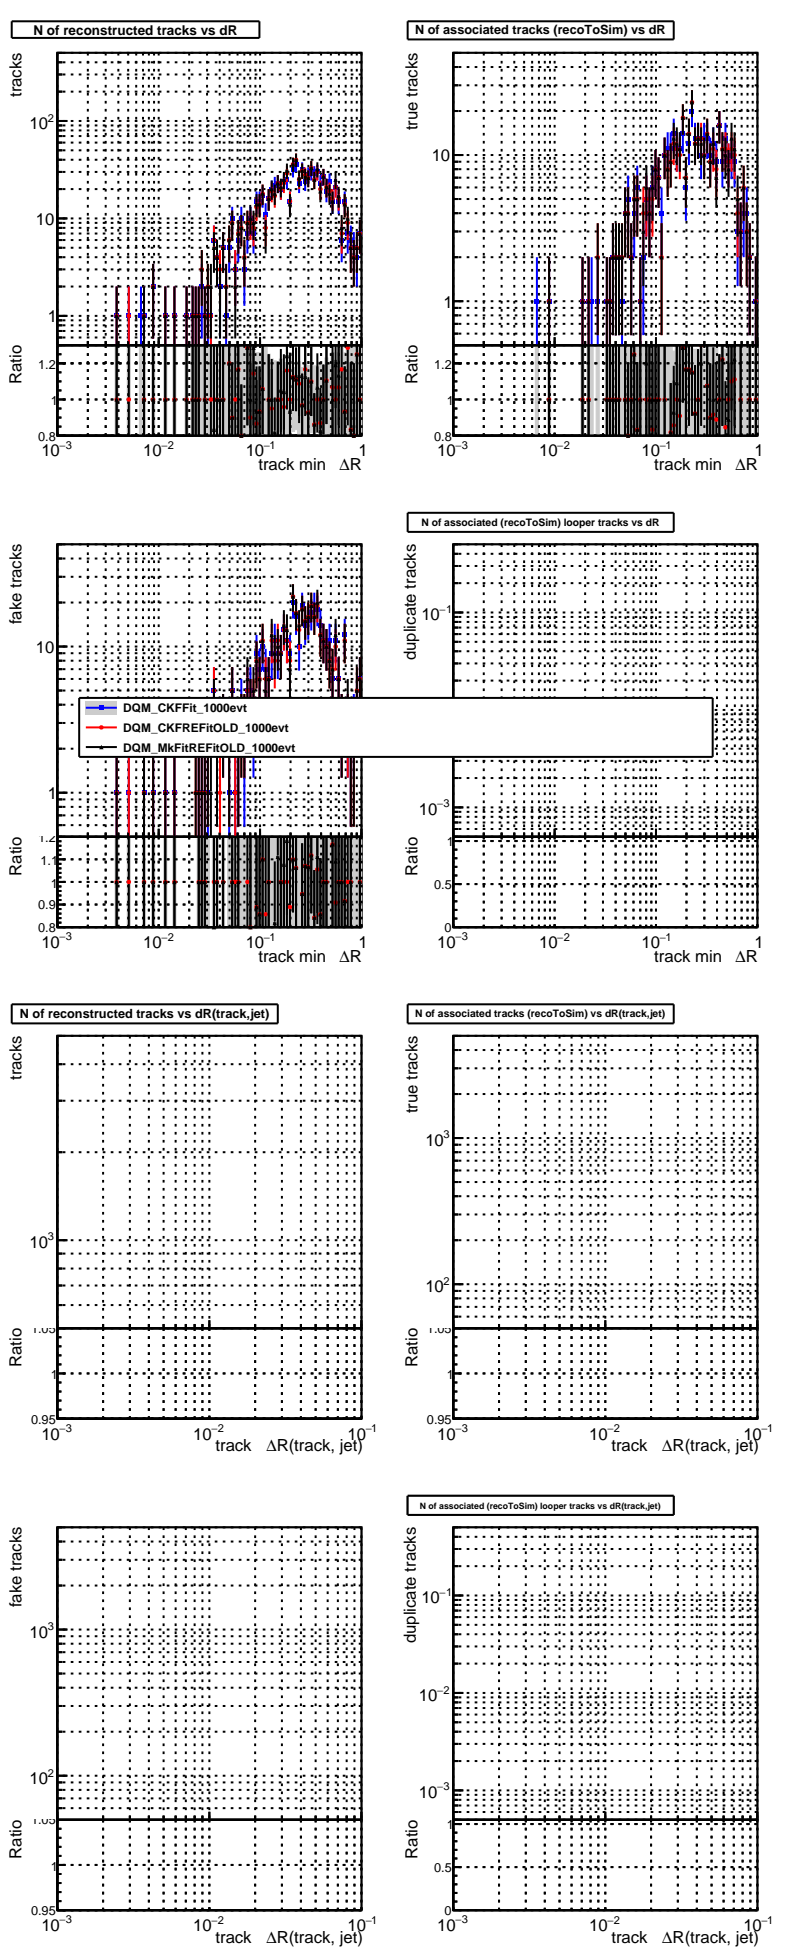 N of reconstructed tracks vs dR
tracks
10²
10
1
Ratio
1.2
1
0.8
10⁻³ 10⁻² 10⁻¹ 1
track min ΔR
N of associated tracks (recoToSim) vs dR
true tracks
10
1
Ratio
1.2
1
0.8
10⁻³ 10⁻² 10⁻¹ 1
track min ΔR
fake tracks
10
1
Ratio
1.2
1.1
1
0.9
0.8
10⁻³ 10⁻² 10⁻¹ 1
track min ΔR
N of associated (recoToSim) looper tracks vs dR
duplicate tracks
10⁻¹
10⁻³
Ratio
1
0.5
0
10⁻³ 10⁻² 10⁻¹ 1
track min ΔR
DQM_CKFFit_1000evt
DQM_CKFREFitOLD_1000evt
DQM_MkFitREFitOLD_1000evt
N of reconstructed tracks vs dR(track,jet)
tracks
10³
Ratio
1.05
1
0.95
10⁻³ 10⁻² 10⁻¹
track ΔR(track, jet)
N of associated tracks (recoToSim) vs dR(track,jet)
true tracks
10³
10²
Ratio
1.05
1
0.95
10⁻³ 10⁻² 10⁻¹
track ΔR(track, jet)
fake tracks
10³
10²
Ratio
1.05
1
0.95
10⁻³ 10⁻² 10⁻¹
track ΔR(track, jet)
N of associated (recoToSim) looper tracks vs dR(track,jet)
duplicate tracks
10⁻¹
10⁻²
10⁻³
Ratio
1
0.5
0
10⁻³ 10⁻² 10⁻¹
track ΔR(track, jet)